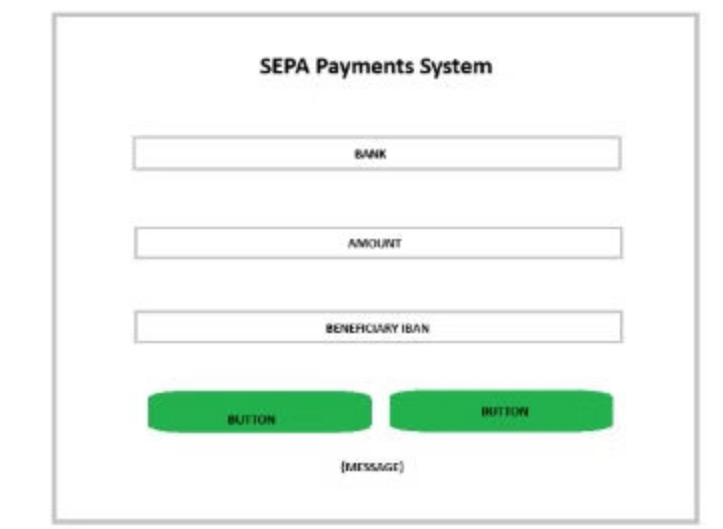 SEPA Payments System
BANK
AMOUNT
BENEFICIARY IBAN
BUTTON
BUTTON
{MESSAGE}